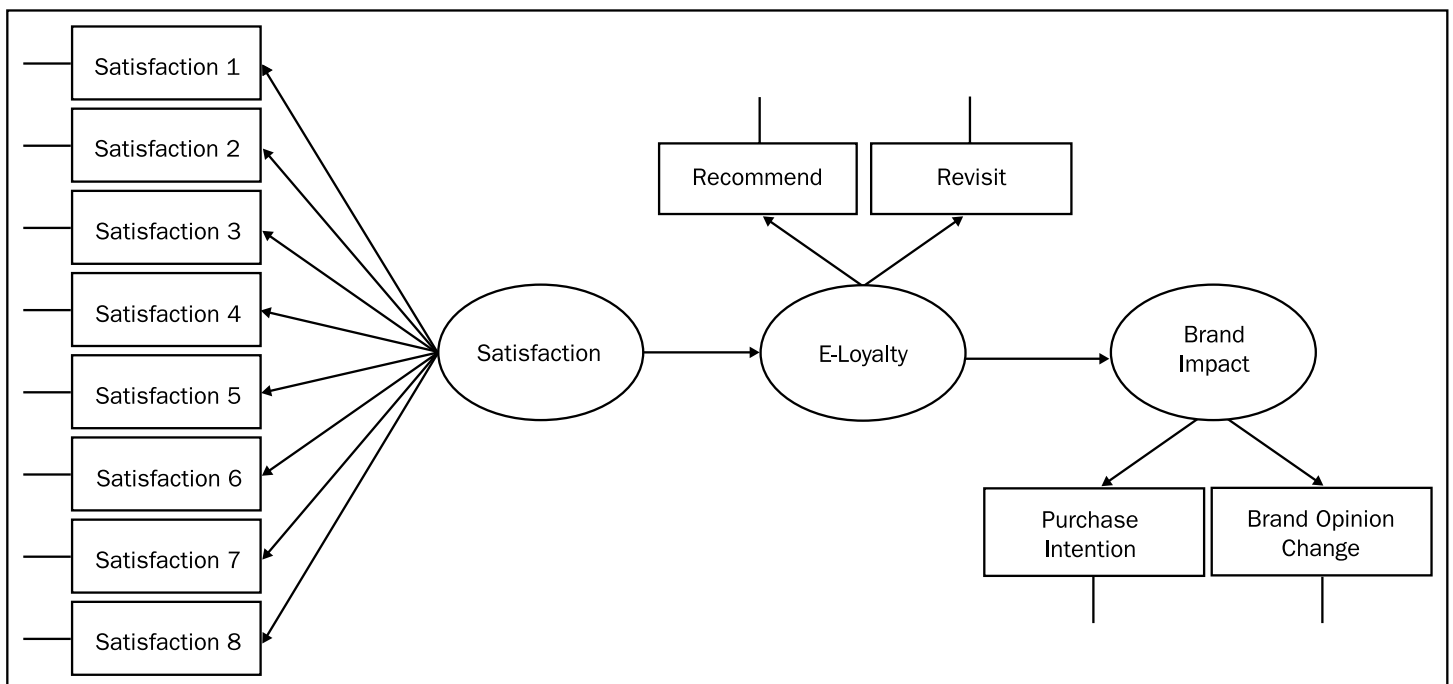 Satisfaction 1
Satisfaction 2
Satisfaction 3
Satisfaction 4
Satisfaction 5
Satisfaction 6
Satisfaction 7
Satisfaction 8
Satisfaction
Recommend
Revisit
E-Loyalty
Brand
Impact
Purchase
Intention
Brand Opinion
Change